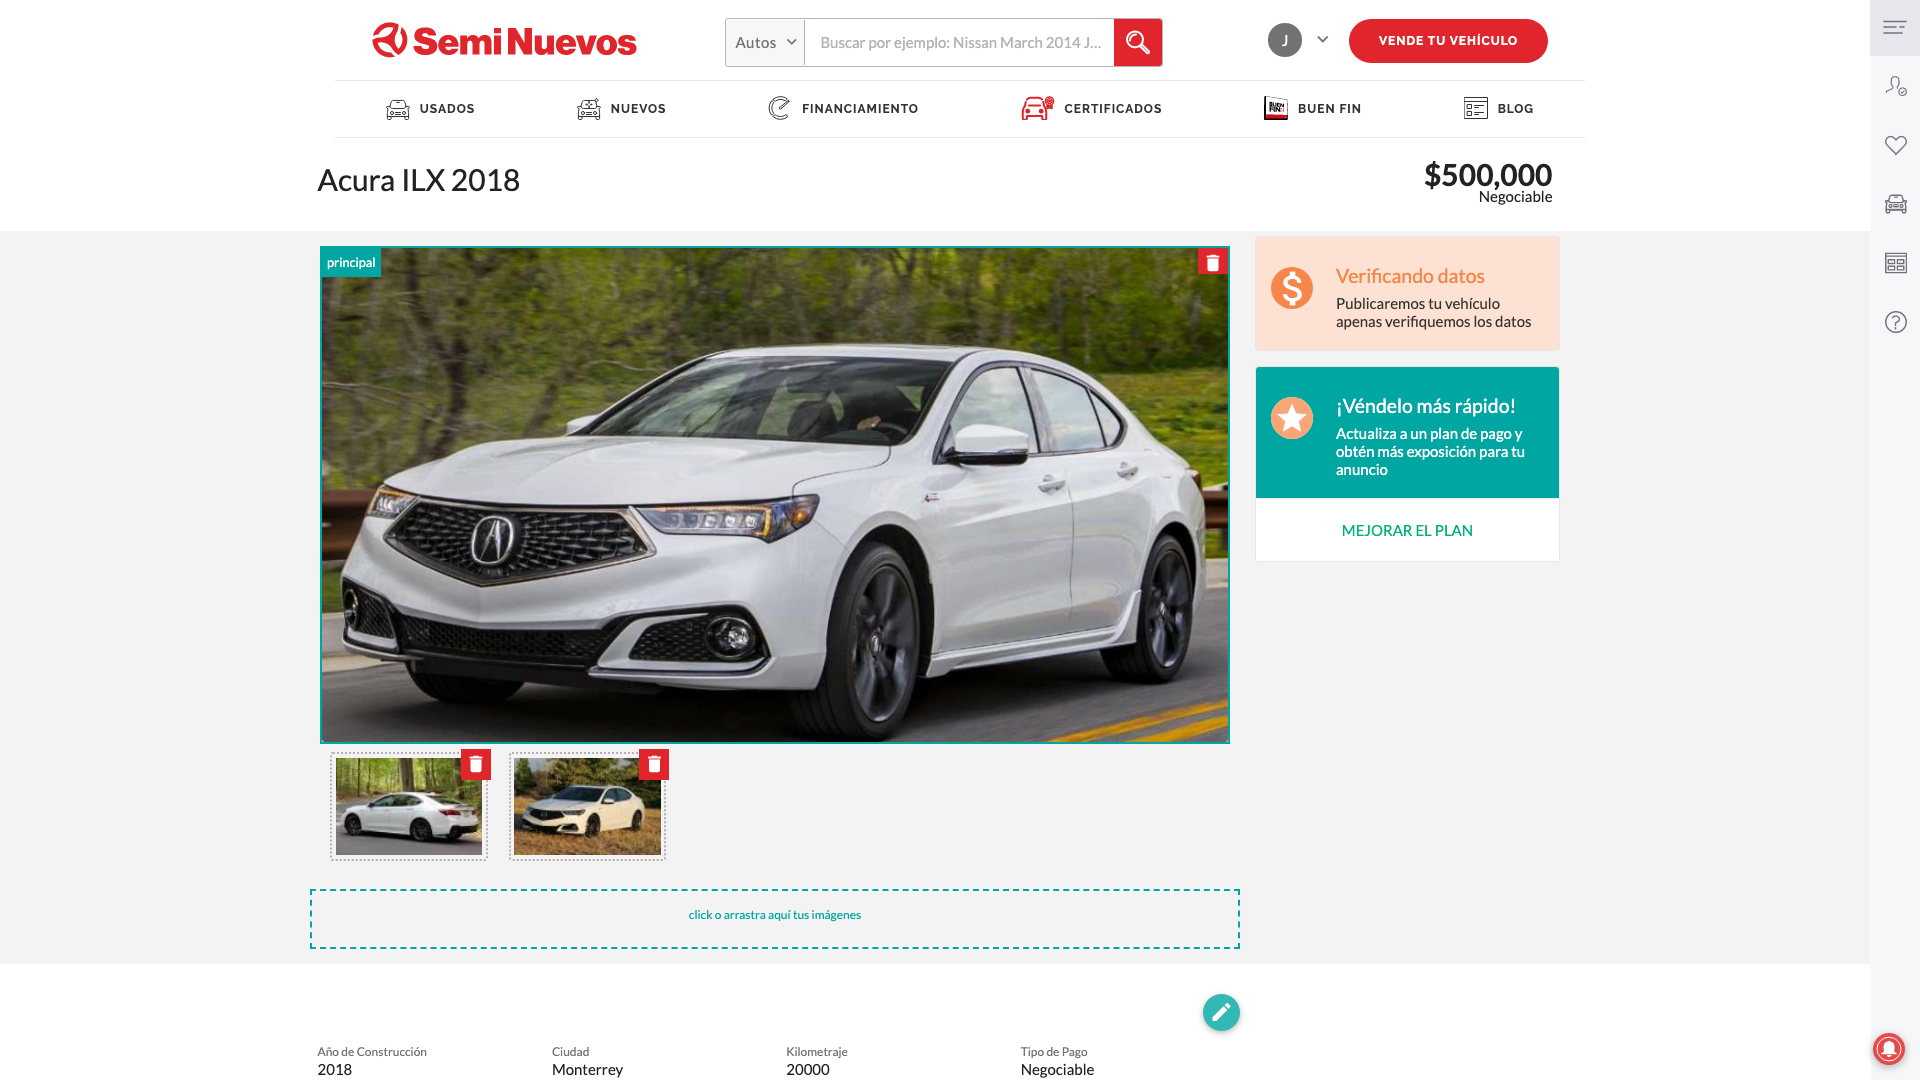 Semi Nuevos
Autos
Buscar por ejemplo: Nissan March 2014 J...
J
VENDE TU VEHÍCULO
USADOS
NUEVOS
FINANCIAMIENTO
CERTIFICADOS
BUEN FIN
BLOG
Acura ILX 2018
$500,000
Negociable
principal
Verificando datos
Publicaremos tu vehículo
apenas verifiquemos los datos
¡Véndelo más rápido!
Actualiza a un plan de pago y
obtén más exposición para tu
anuncio
MEJORAR EL PLAN
click o arrastra aquí tus imágenes
Año de Construcción
2018
Ciudad
Monterrey
Kilometraje
20000
Tipo de Pago
Negociable